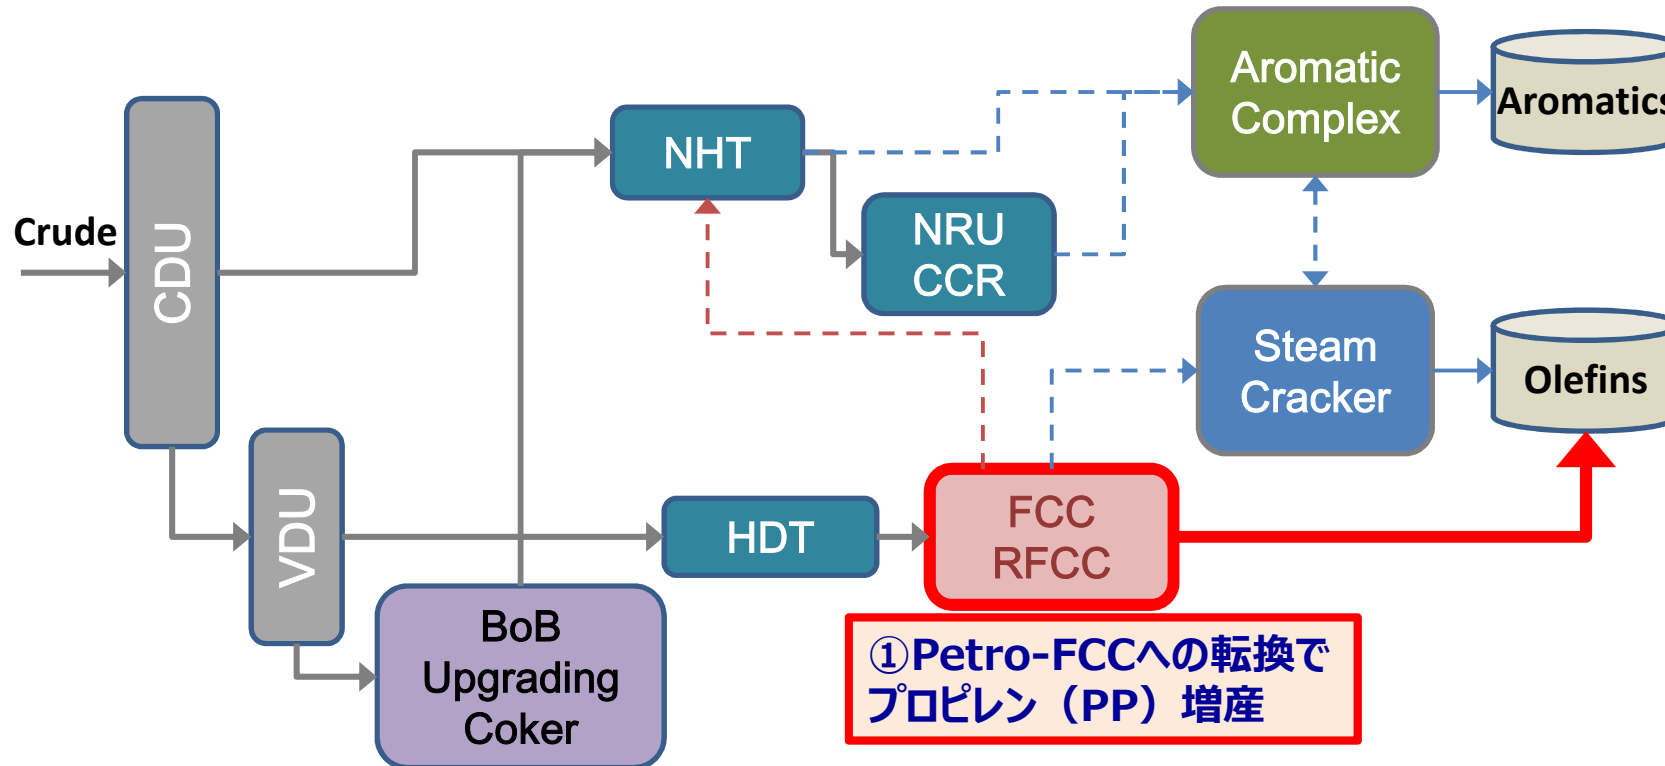 Crude
CDU
VDU
BoB
Upgrading
Coker
NHT
NRU
CCR
HDT
FCC
RFCC
Aromatic
Complex
Aromatics
Steam
Cracker
Olefins
①Petro-FCCへの転換で
プロピレン（PP）増産